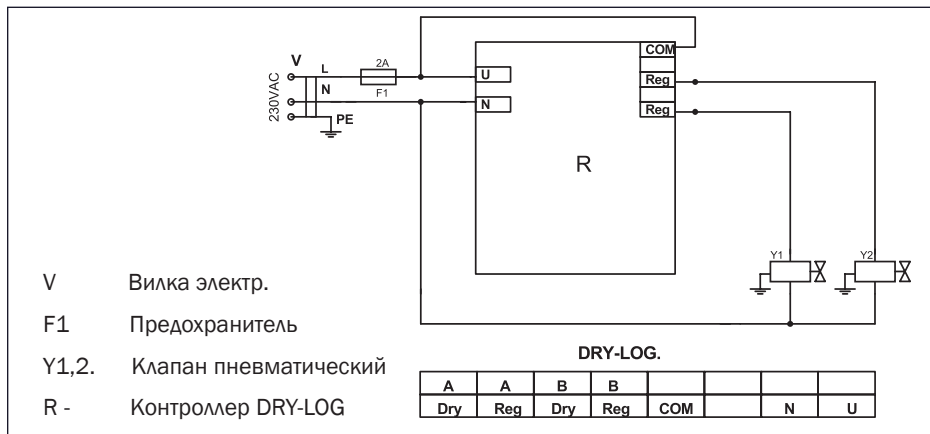 V
L
2A
230VAC
N
F1
PE
U
N
COM
Reg
Reg
R
Y1
Y2
V Вилка электр.
F1 Предохранитель
Y1,2. Клапан пневматический
R - Контроллер DRY-LOG
DRY-LOG.
A A B B
Dry Reg Dry Reg COM N U